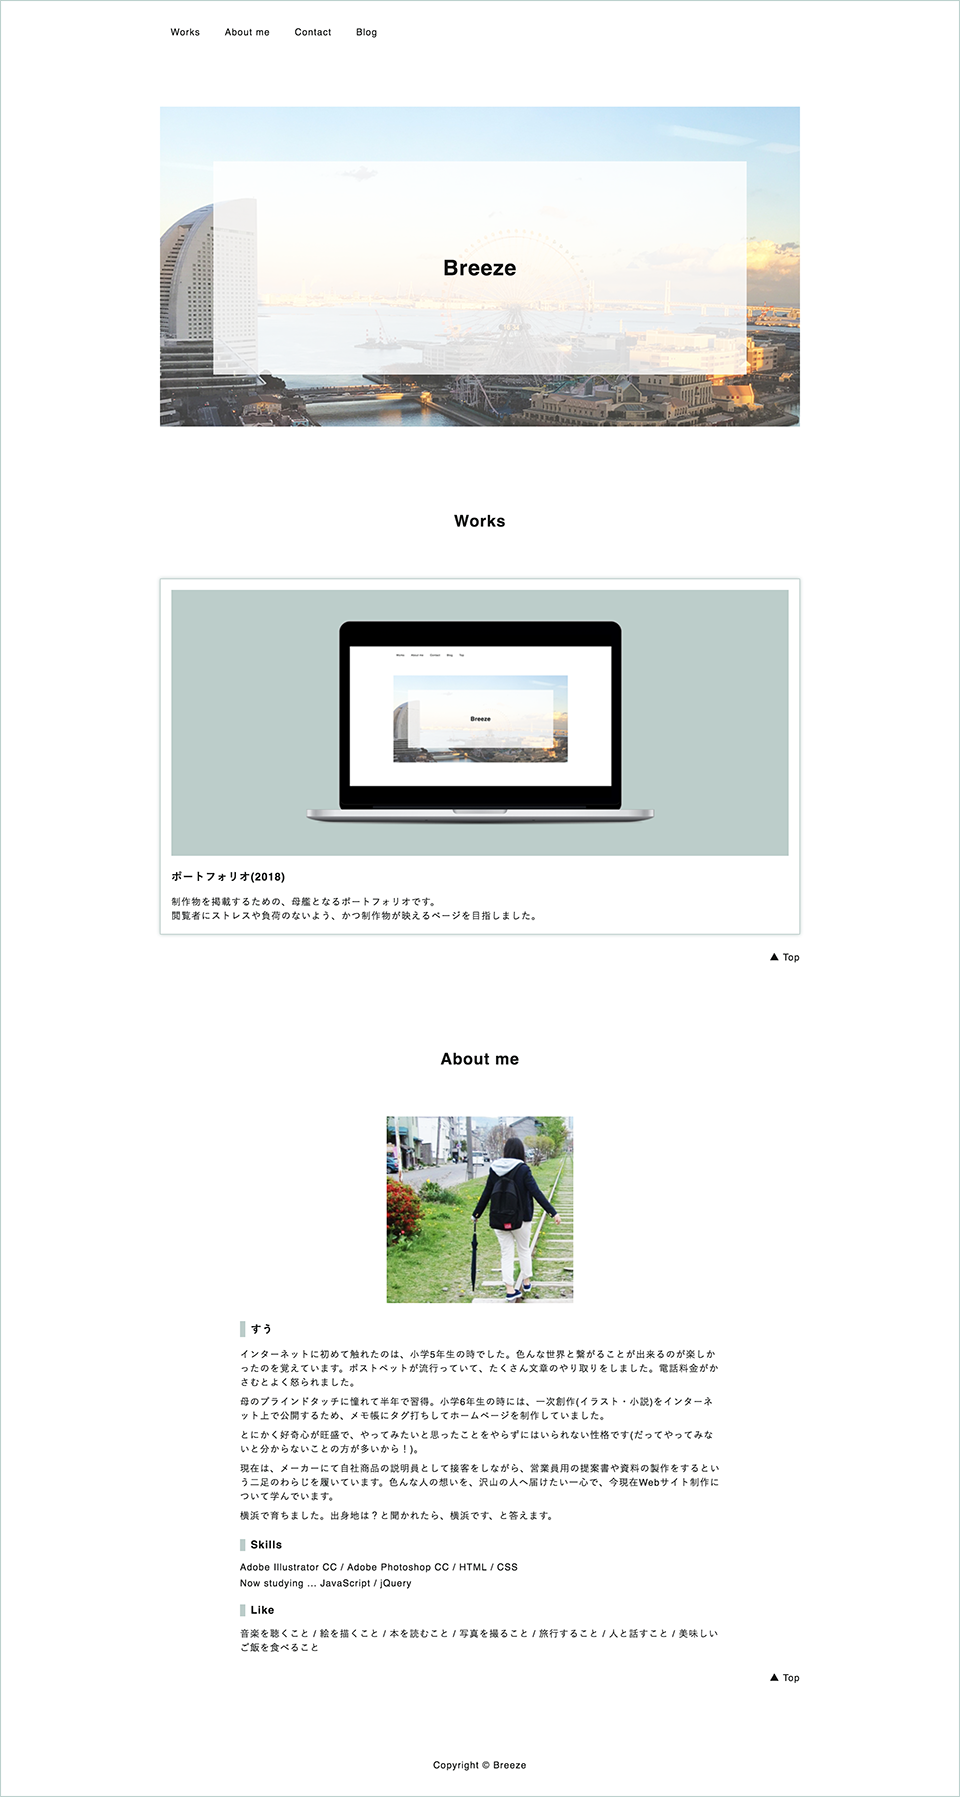 Works About me Contact Blog
Breeze
Works
Works About me Contact Blog Top
Breeze
ポートフォリオ(2018)
制作物を掲載するための、母艦となるポートフォリオです。
閲覧者にストレスや負荷のないよう、かつ制作物が映えるページを目指しました。
▲ Top
About me
すう
インターネットに初めて触れたのは、小学5年生の時でした。色んな世界と繋がることが出来るのが楽しか
ったのを覚えています。ポストペットが流行っていて、たくさん文章のやり取りをしました。電話料金がか
さむとよく怒られました。
母のブラインドタッチに憧れて半年で習得。小学6年生の時には、一次創作(イラスト・小説)をインターネ
ット上で公開するため、メモ帳にタグ打ちしてホームページを制作していました。
とにかく好奇心が旺盛で、やってみたいと思ったことをやらずにはいられない性格です(だってやってみな
いと分からないことの方が多いから！)。
現在は、メーカーにて自社商品の説明員として接客をしながら、営業員用の提案書や資料の製作をするとい
う二足のわらじを履いています。色んな人の想いを、沢山の人へ届けたい一心で、今現在Webサイト制作に
ついて学んでいます。
横浜で育ちました。出身地は？と聞かれたら、横浜です、と答えます。
Skills
Adobe Illustrator CC / Adobe Photoshop CC / HTML / CSS
Now studying ... JavaScript / jQuery
Like
音楽を聴くこと / 絵を描くこと / 本を読むこと / 写真を撮ること / 旅行すること / 人と話すこと / 美味しい
ご飯を食べること
▲ Top
Copyright © Breeze